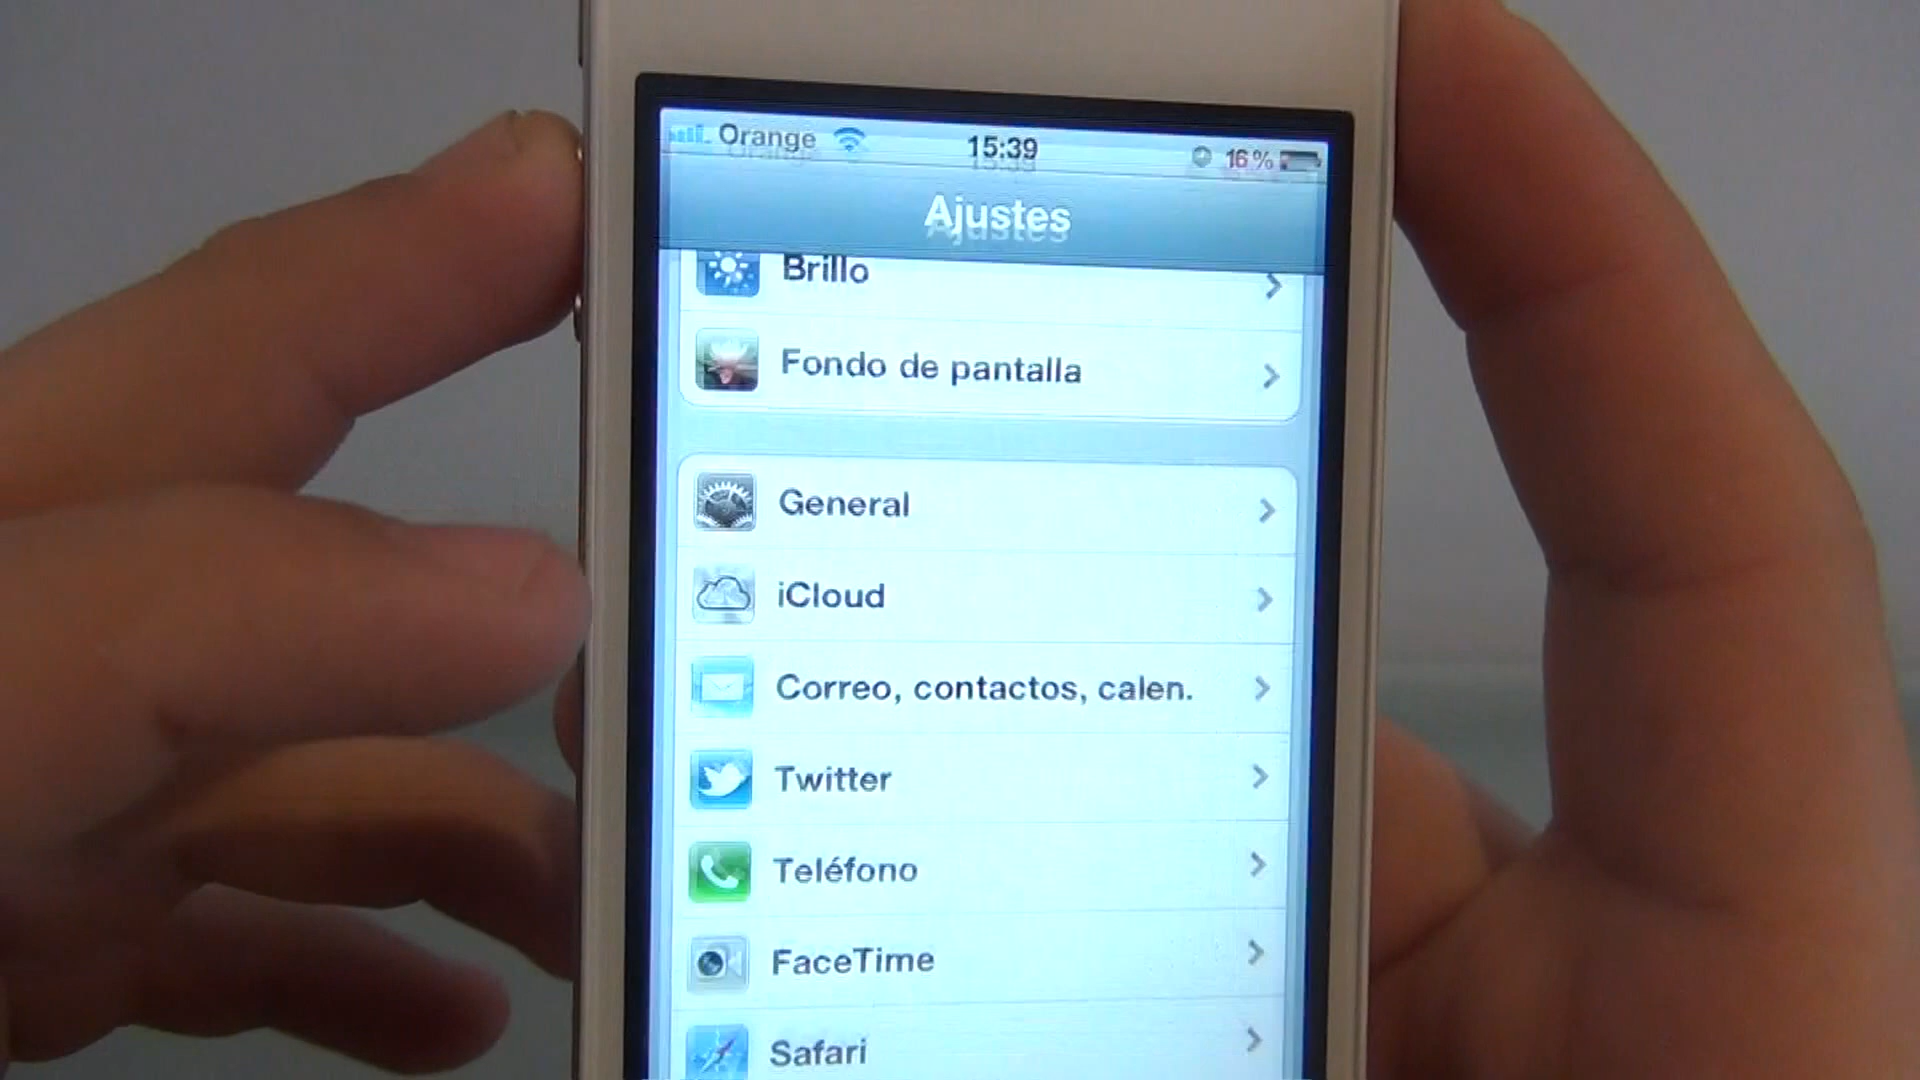 Orange 15:39 16%
Ajustes
Brillo
Fondo de pantalla
General
iCloud
Correo, contactos, calen.
Twitter
Teléfono
FaceTime
Safari